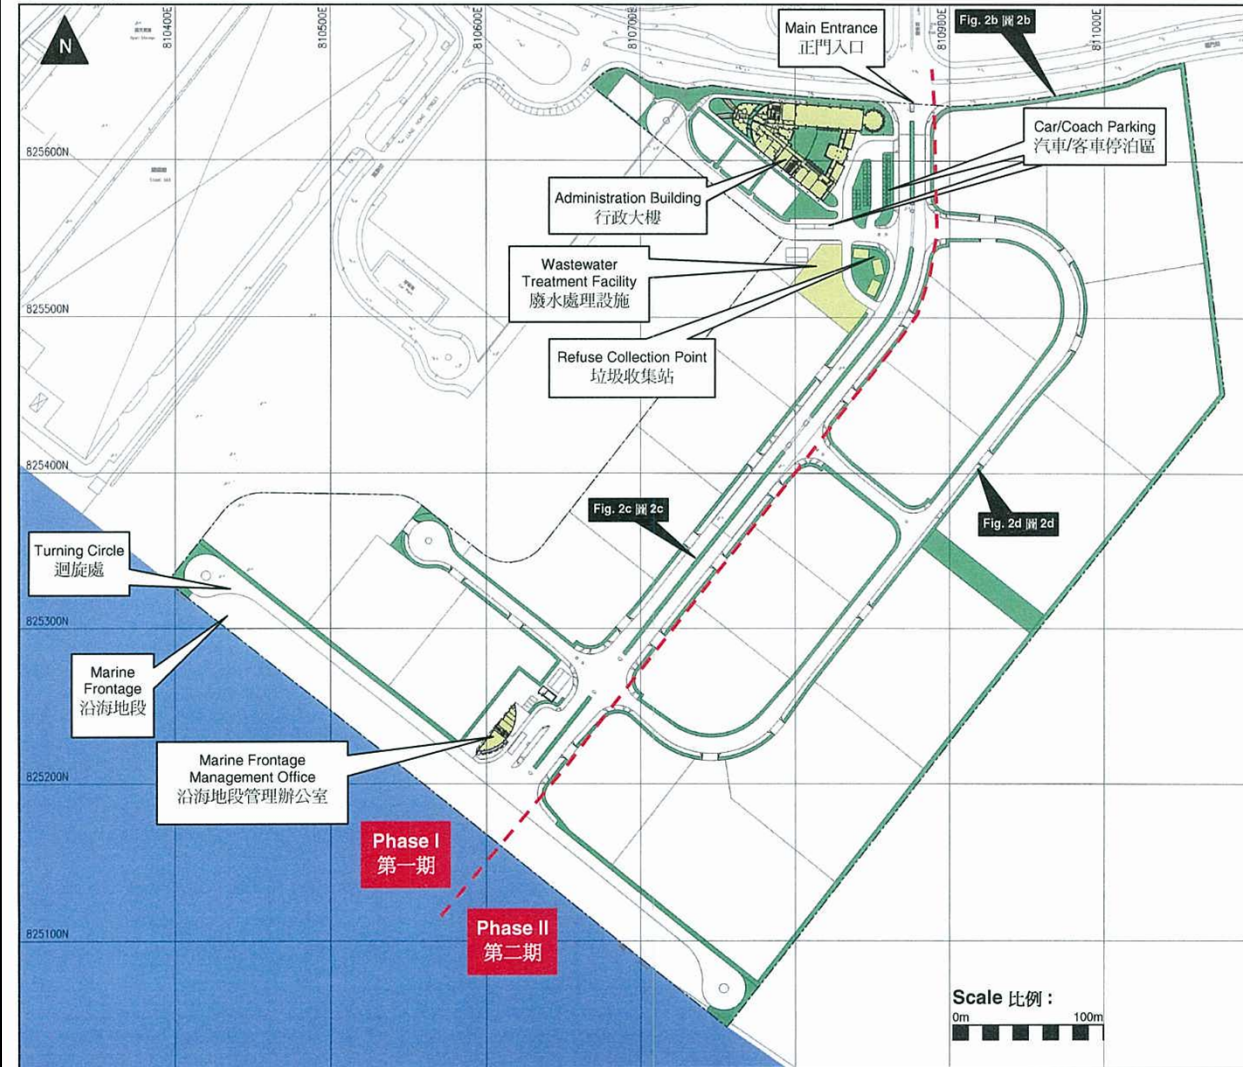 N
810400E
810500E
810600E
810700E
810900E
811000E
Main Entrance
正門入口
Fig. 2b 圖 2b
Car/Coach Parking
汽車/客車停泊區
825600N
Administration Building
行政大樓
Wastewater
Treatment Facility
廢水處理設施
825500N
Refuse Collection Point
垃圾收集站
825400N
Fig. 2c 圖 2c
Fig. 2d 圖 2d
Turning Circle
迴旋處
825300N
Marine
Frontage
沿海地段
Marine Frontage
Management Office
沿海地段管理辦公室
825200N
Phase I
第一期
Phase II
第二期
825100N
Scale 比例 :
0m
100m